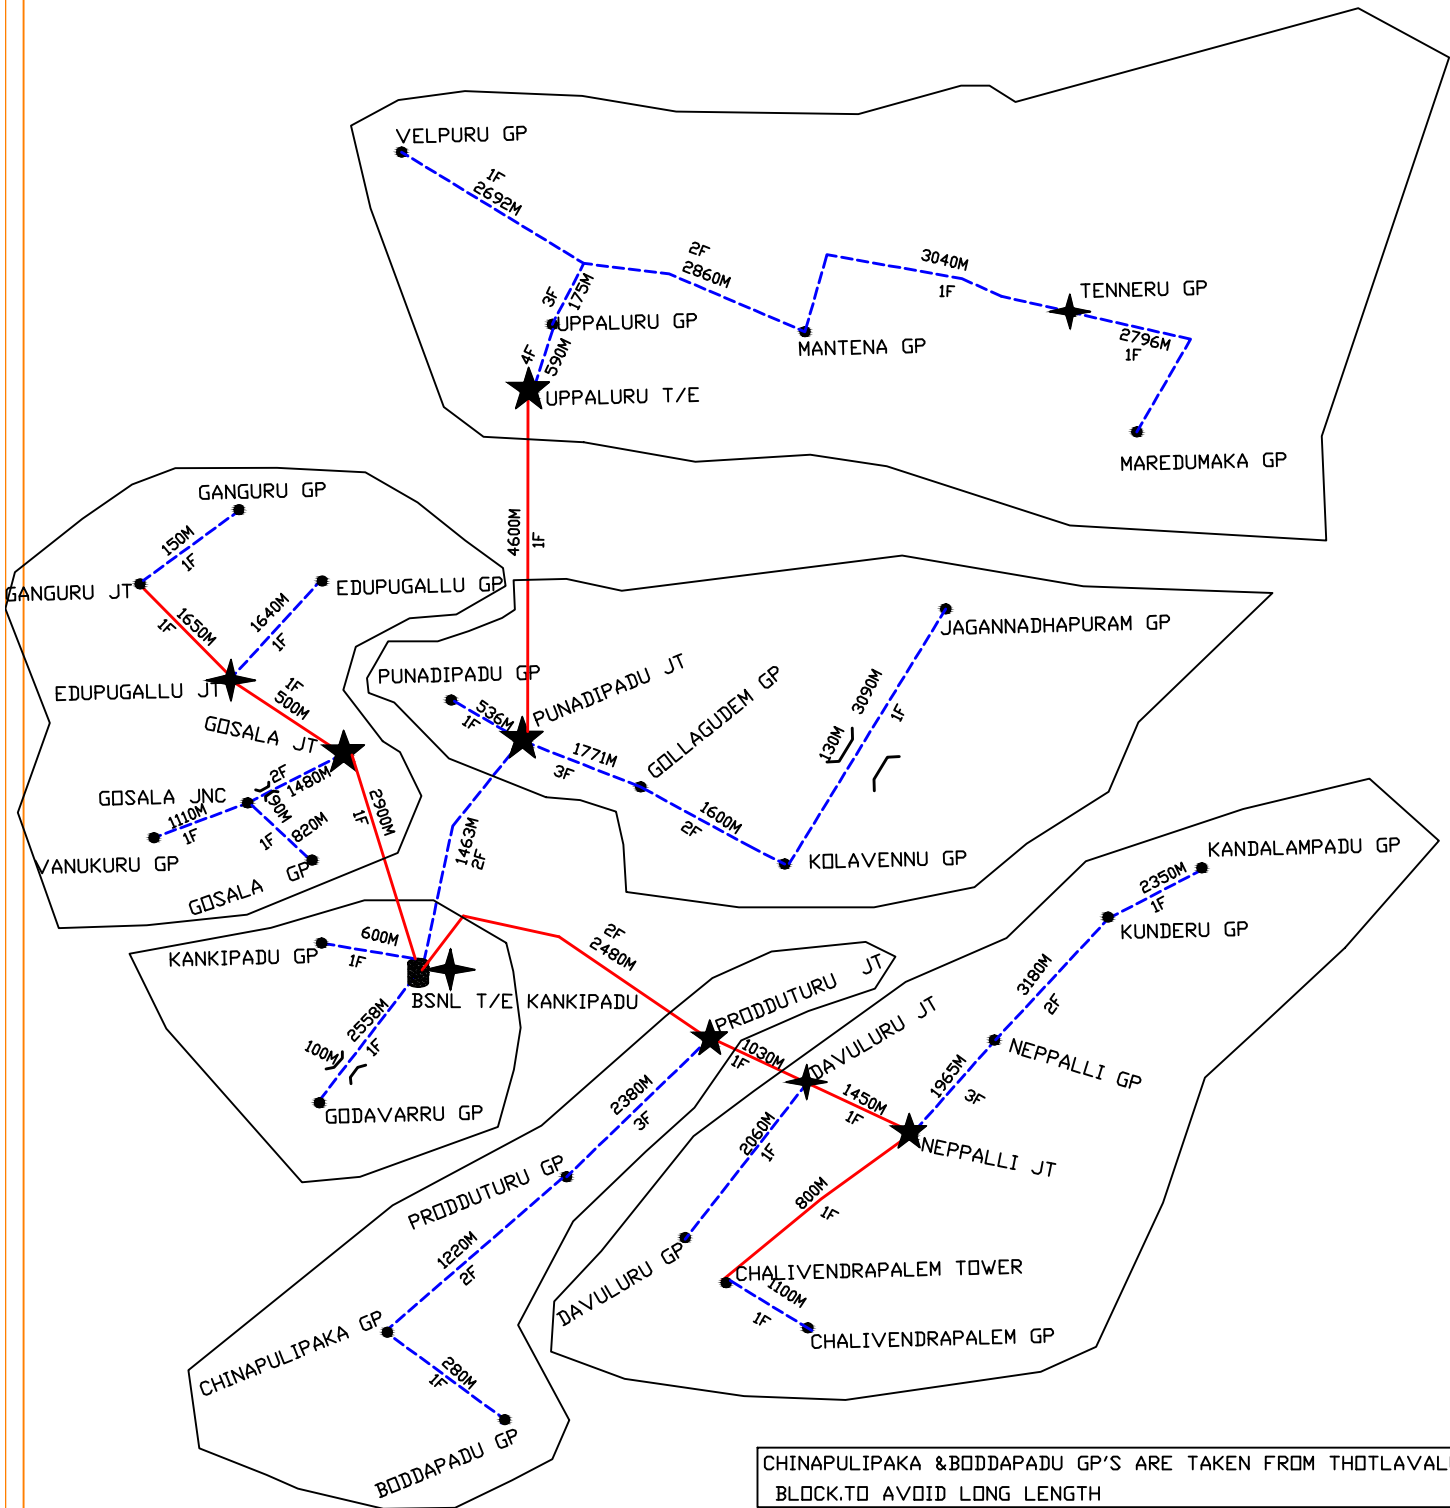 VELPURU GP
1F
2692M
2F
2860M
3040M
1F
TENNERU GP
3F
175M
UPPALURU GP
MANTENA GP
2796M
1F
4F
590M
UPPALURU T/E
MAREDUMAKA GP
GANGURU GP
150M
1F
4600M
1F
GANGURU JT
EDUPUGALLU GP
1650M
1F
1640M
1F
JAGANNADHAPURAM GP
EDUPUGALLU JT
1F
500M
PUNADIPADU GP
PUNADIPADU JT
536M
1F
GOLLAGUDEM GP
3090M
1F
130M
GOSALA JT
1771M
3F
2F
1480M
GOSALA JNC
190M
1110M
1F
820M
1F
2900M
1F
1463M
2F
1600M
2F
VANUKURU GP
GOSALA GP
KOLAVENNU GP
KANDALAMPADU GP
2350M
1F
KUNDERU GP
600M
1F
KANKIPADU GP
2F
2480M
BSNL T/E KANKIPADU
PRODDUTURU JT
3180M
2F
2558M
1F
100M
1030M
1F
DAVULURU JT
NEPPALLI GP
GODAVARRU GP
2380M
3F
1450M
1F
1965M
3F
NEPPALLI JT
2060M
1F
PRODDUTURU GP
800M
1F
1220M
2F
DAVULURU GP
CHALIVENDRAPALEM TOWER
1100M
1F
CHALIVENDRAPALEM GP
CHINAPULIPAKA GP
280M
1F
BODDAPADU GP
CHINAPULIPAKA &BODDAPADU GP'S ARE TAKEN FROM
BLOCK.TO AVOID LONG LENGTH